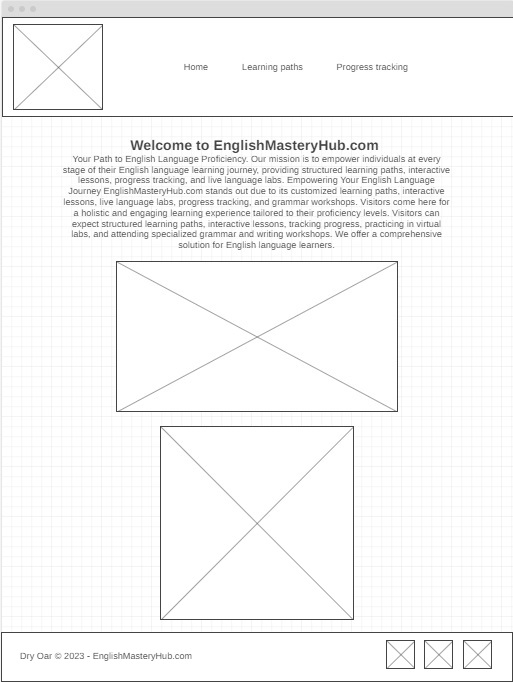 Home Learning paths Progress tracking
Welcome to EnglishMasteryHub.com
Your Path to English Language Proficiency. Our mission is to empower individuals at every
stage of their English language learning journey, providing structured learning paths, interactive
lessons, progress tracking, and live language labs. Empowering Your English Language
Journey EnglishMasteryHub.com stands out due to its customized learning paths, interactive
lessons, live language labs, progress tracking, and grammar workshops. Visitors come here for
a holistic and engaging learning experience tailored to their proficiency levels. Visitors can
expect structured learning paths, interactive lessons, tracking progress, practicing in virtual
labs, and attending specialized grammar and writing workshops. We offer a comprehensive
solution for English language learners.
Dry Oar © 2023 - EnglishMasteryHub.com